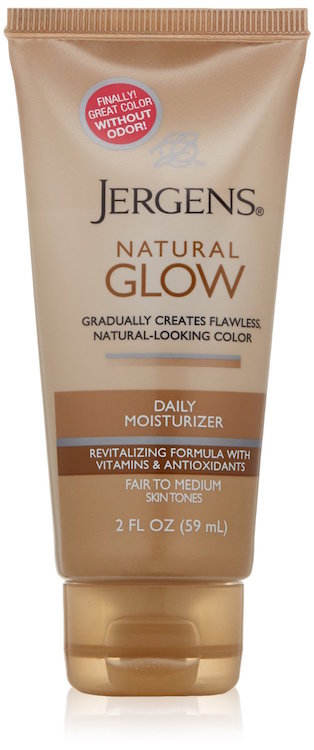 FINALLY!
GREAT COLOR
WITHOUT
ODOR!
JERGENS®
NATURAL
GLOW
GRADUALLY CREATES FLAWLESS,
NATURAL-LOOKING COLOR
DAILY
MOISTURIZER
REVITALIZING FORMULA WITH
VITAMINS & ANTIOXIDANTS
FAIR TO MEDIUM
SKIN TONES
2 FL OZ (59 mL)